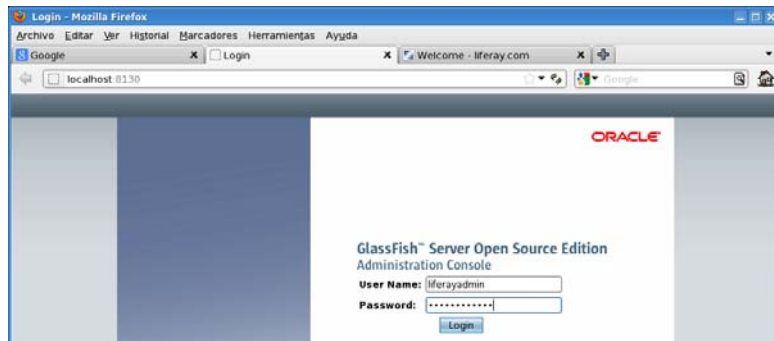 Login - Mozilla Firefox
Archivo Editar Ver Historial Marcadores Herramientas Ayuda
Google Login Welcome - liferay.com
localhost:8130 Google
ORACLE
GlassFish™ Server Open Source Edition
Administration Console
User Name: liferayadmin
Password: ••••••••••••
Login